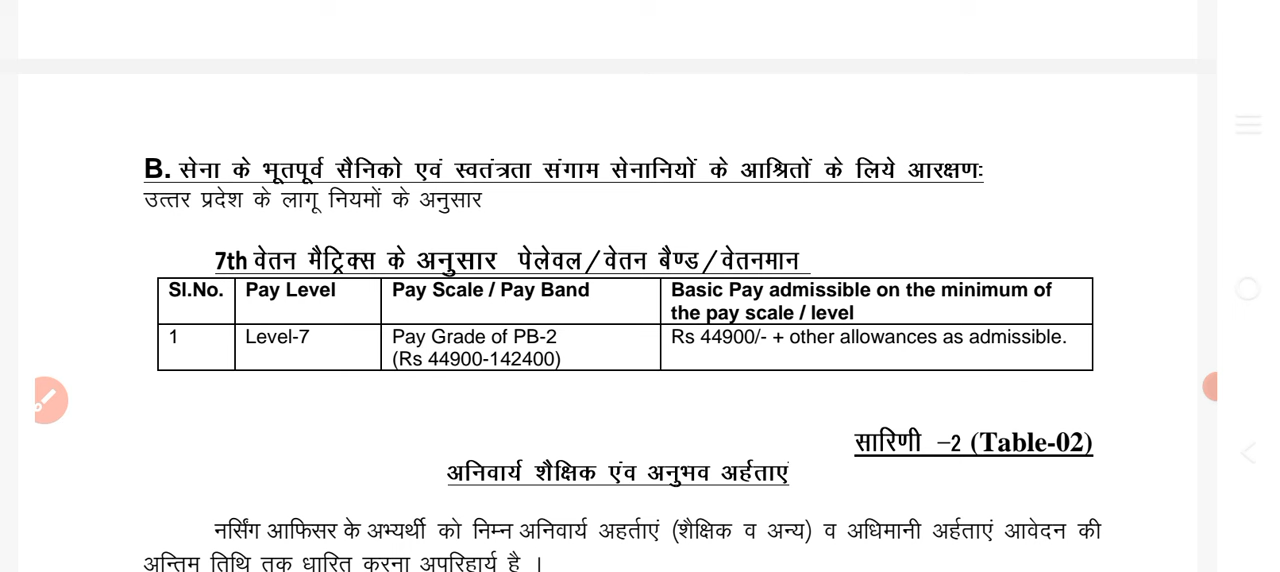 B. सेना के भूतपूर्व सैनिको एवं स्वतंत्रता संगाम सेनानियों के आश्रितों के लिये आरक्षणः
उत्तर प्रदेश के लागू नियमों के अनुसार
7th वेतन मैट्रिक्स के अनुसार पेलेवल/वेतन बैण्ड/वेतनमान
Sl.No. Pay Level Pay Scale / Pay Band Basic Pay admissible on the minimum of
the pay scale / level
1 Level-7 Pay Grade of PB-2 Rs 44900/- + other allowances as admissible.
(Rs 44900-142400)
सारिणी –2 (Table-02)
अनिवार्य शैक्षिक एंव अनुभव अर्हताएं
नर्सिंग आफिसर के अभ्यर्थी को निम्न अनिवार्य अहर्ताएं (शैक्षिक व अन्य) व अधिमानी अर्हताएं आवेदन की
अन्तिम तिथि तक धारित करना अपरिहार्य है ।